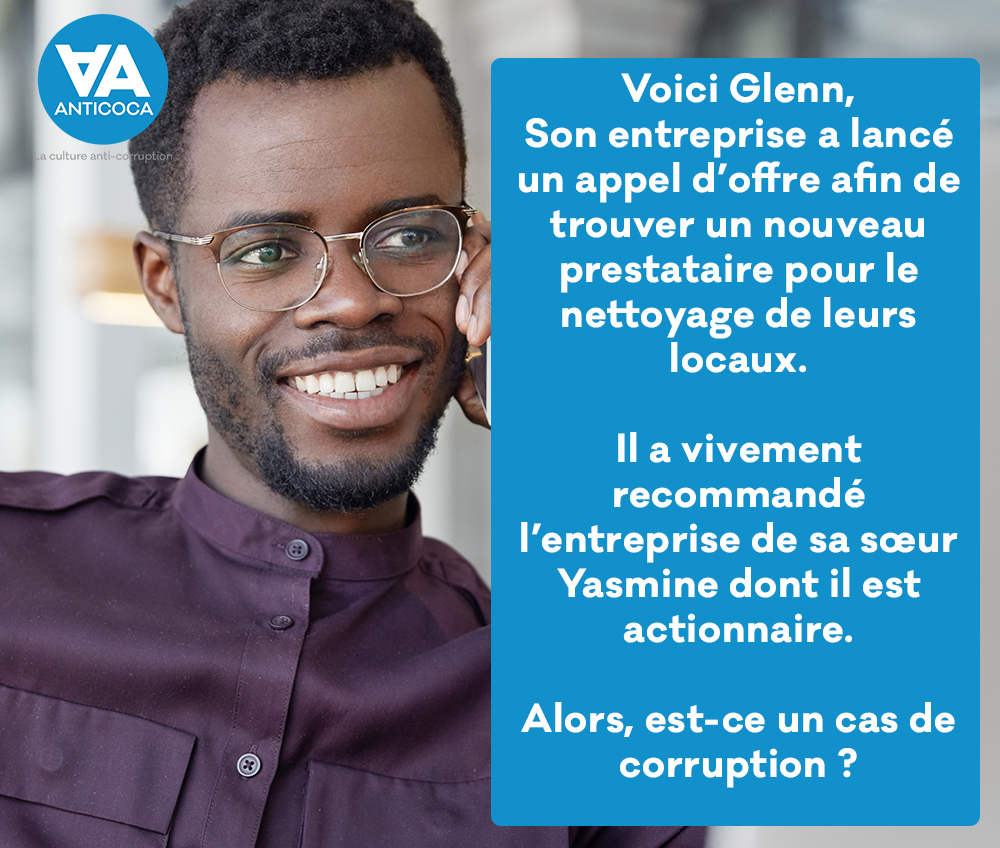 ANTICOCA
La culture anti-corruption
Voici Glenn,
Son entreprise a lancé
un appel d’offre afin de
trouver un nouveau
prestataire pour le
nettoyage de leurs
locaux.
Il a vivement
recommandé
l’entreprise de sa sœur
Yasmine dont il est
actionnaire.
Alors, est-ce un cas de
corruption ?